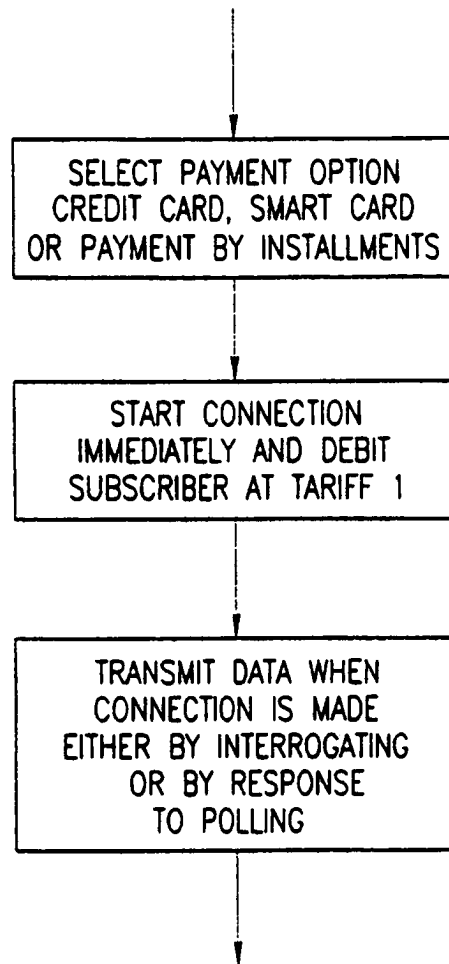 SELECT PAYMENT OPTION
CREDIT CARD, SMART CARD
OR PAYMENT BY INSTALLMENTS
START CONNECTION
IMMEDIATELY AND DEBIT
SUBSCRIBER AT TARIFF 1
TRANSMIT DATA WHEN
CONNECTION IS MADE
EITHER BY INTERROGATING
OR BY RESPONSE
TO POLLING